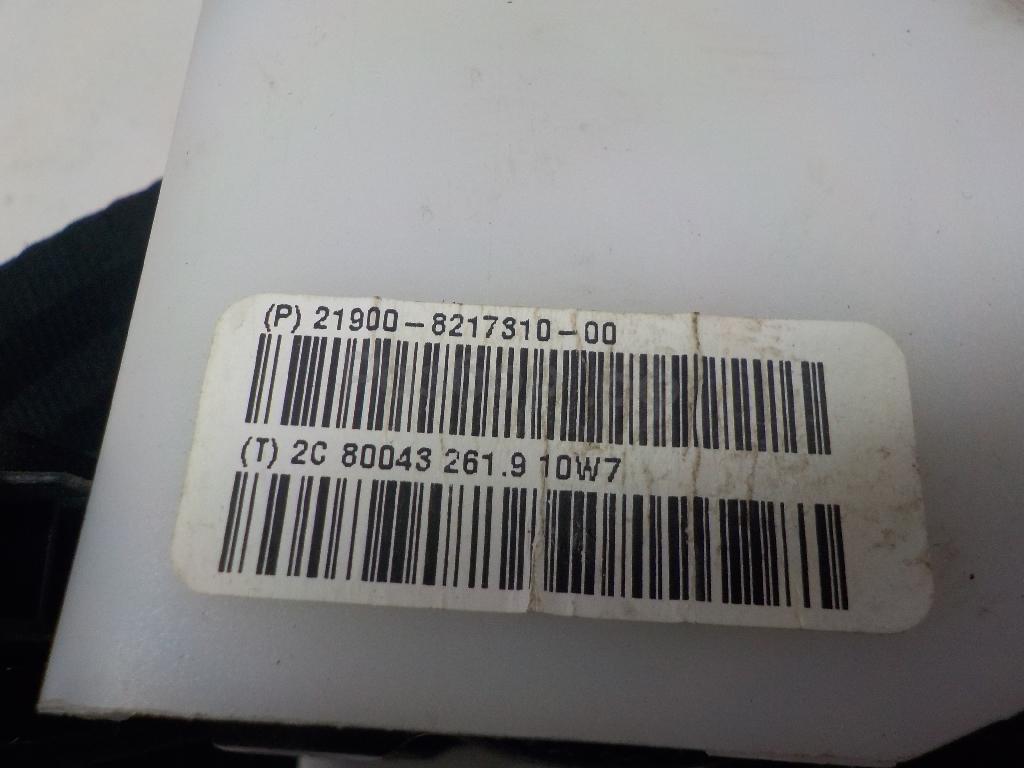 (P) 21900-8217310-00
(T) 2C 80043 261.9 10W7